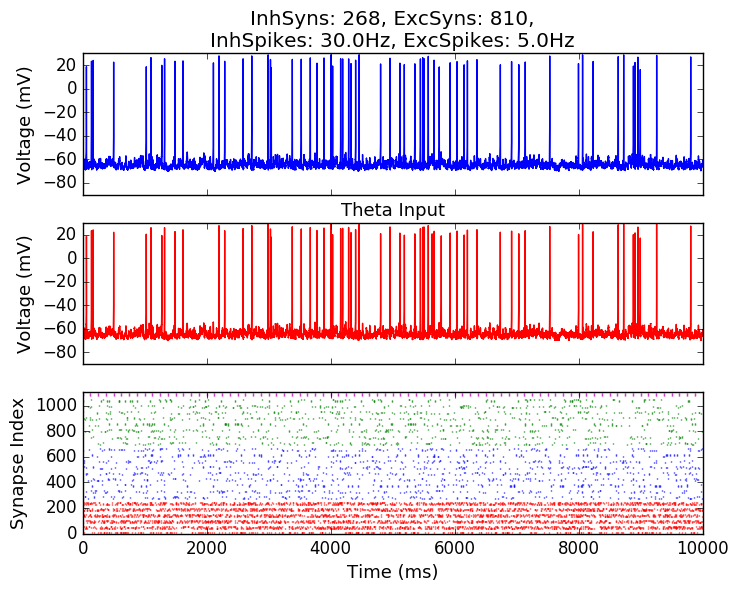 InhSyns: 268, ExcSyns: 810,
InhSpikes: 30.0Hz, ExcSpikes: 5.0Hz
20
0
−20
−40
−60
−80
Voltage (mV)
Theta Input
20
0
−20
−40
−60
−80
Voltage (mV)
1000
800
600
400
200
0
Synapse Index
0 2000 4000 6000 8000 10000
Time (ms)